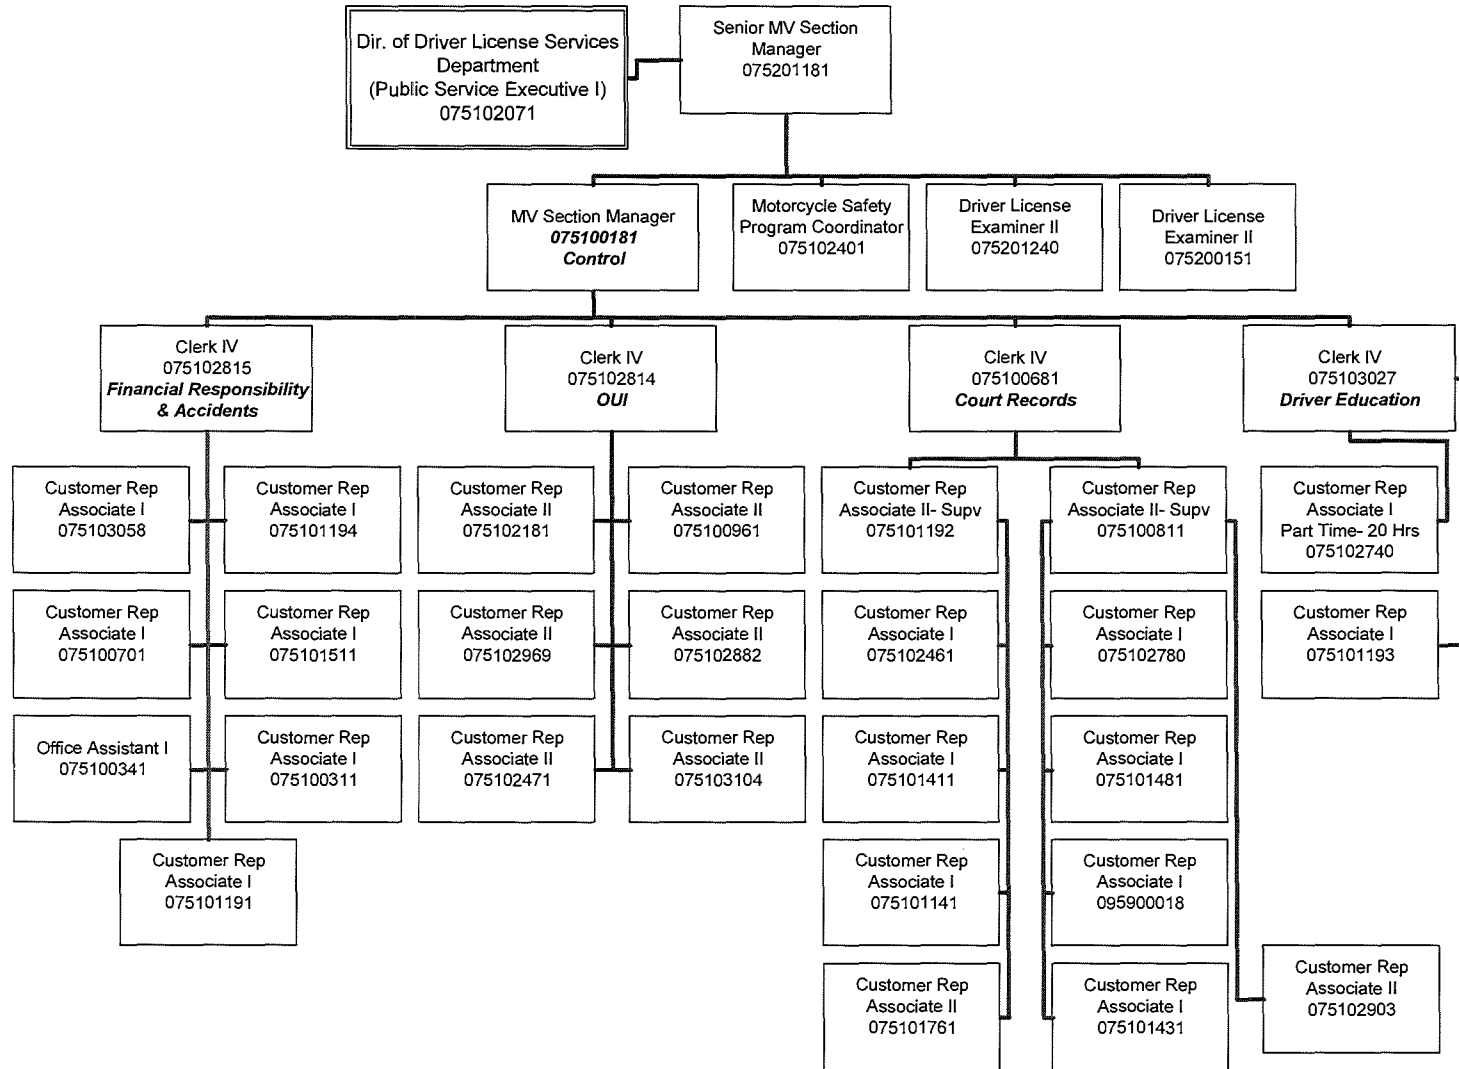 Dir. of Driver License Services
Department
(Public Service Executive I)
075102071
Senior MV Section
Manager
075201181
MV Section Manager
075100181
Control
Motorcycle Safety
Program Coordinator
075102401
Driver License
Examiner II
075201240
Driver License
Examiner II
075200151
Clerk IV
075102815
Financial Responsibility
& Accidents
Clerk IV
075102814
OUI
Clerk IV
075100681
Court Records
Clerk IV
075103027
Driver Education
Customer Rep
Associate I
075103058
Customer Rep
Associate I
075101194
Customer Rep
Associate II
075102181
Customer Rep
Associate II
075100961
Customer Rep
Associate II- Supv
075101192
Customer Rep
Associate II- Supv
075100811
Customer Rep
Associate I
Part Time- 20 Hrs
075102740
Customer Rep
Associate I
075100701
Customer Rep
Associate I
075101511
Customer Rep
Associate II
075102969
Customer Rep
Associate II
075102882
Customer Rep
Associate I
075102461
Customer Rep
Associate I
075102780
Customer Rep
Associate I
075101193
Office Assistant I
075100341
Customer Rep
Associate I
075100311
Customer Rep
Associate II
075102471
Customer Rep
Associate II
075103104
Customer Rep
Associate I
075101411
Customer Rep
Associate I
075101481
Customer Rep
Associate I
075101191
Customer Rep
Associate I
075101141
Customer Rep
Associate I
095900018
Customer Rep
Associate II
075101761
Customer Rep
Associate I
075101431
Customer Rep
Associate II
075102903